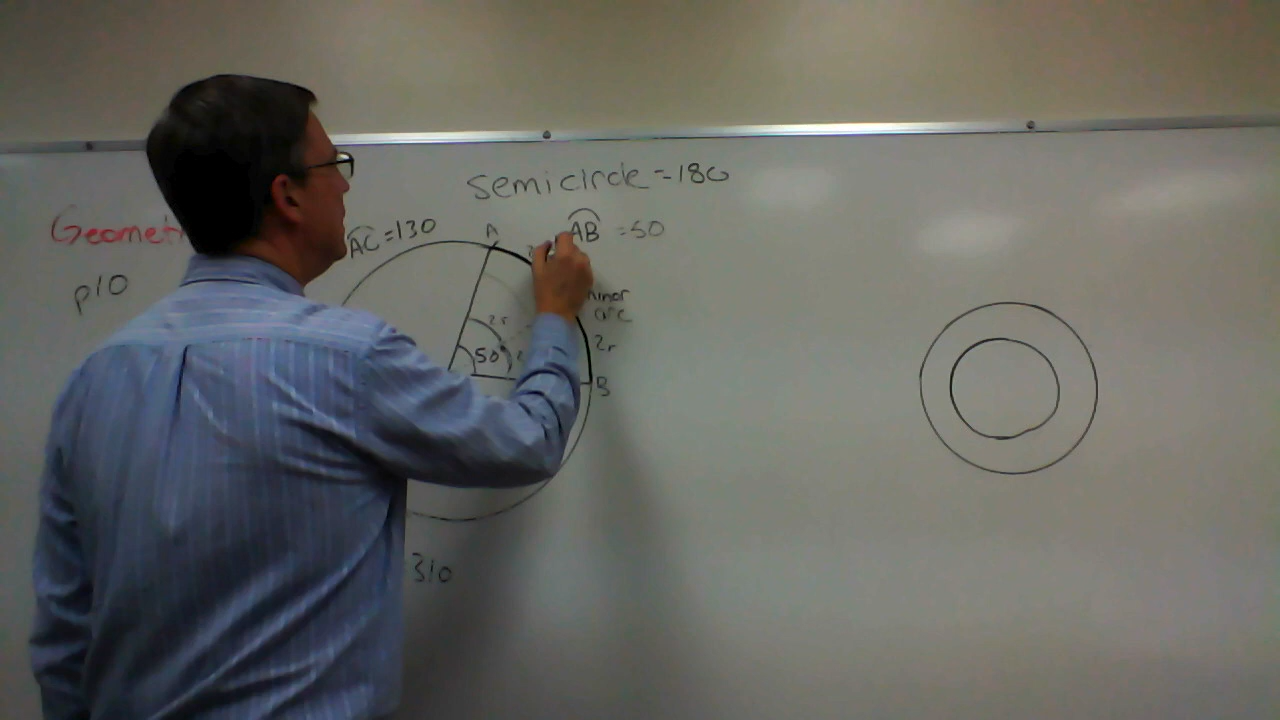 semicircle = 180
Geomet
p10
AC = 130
A
AB = 50
minor
arc
2r
2r
50
B
310